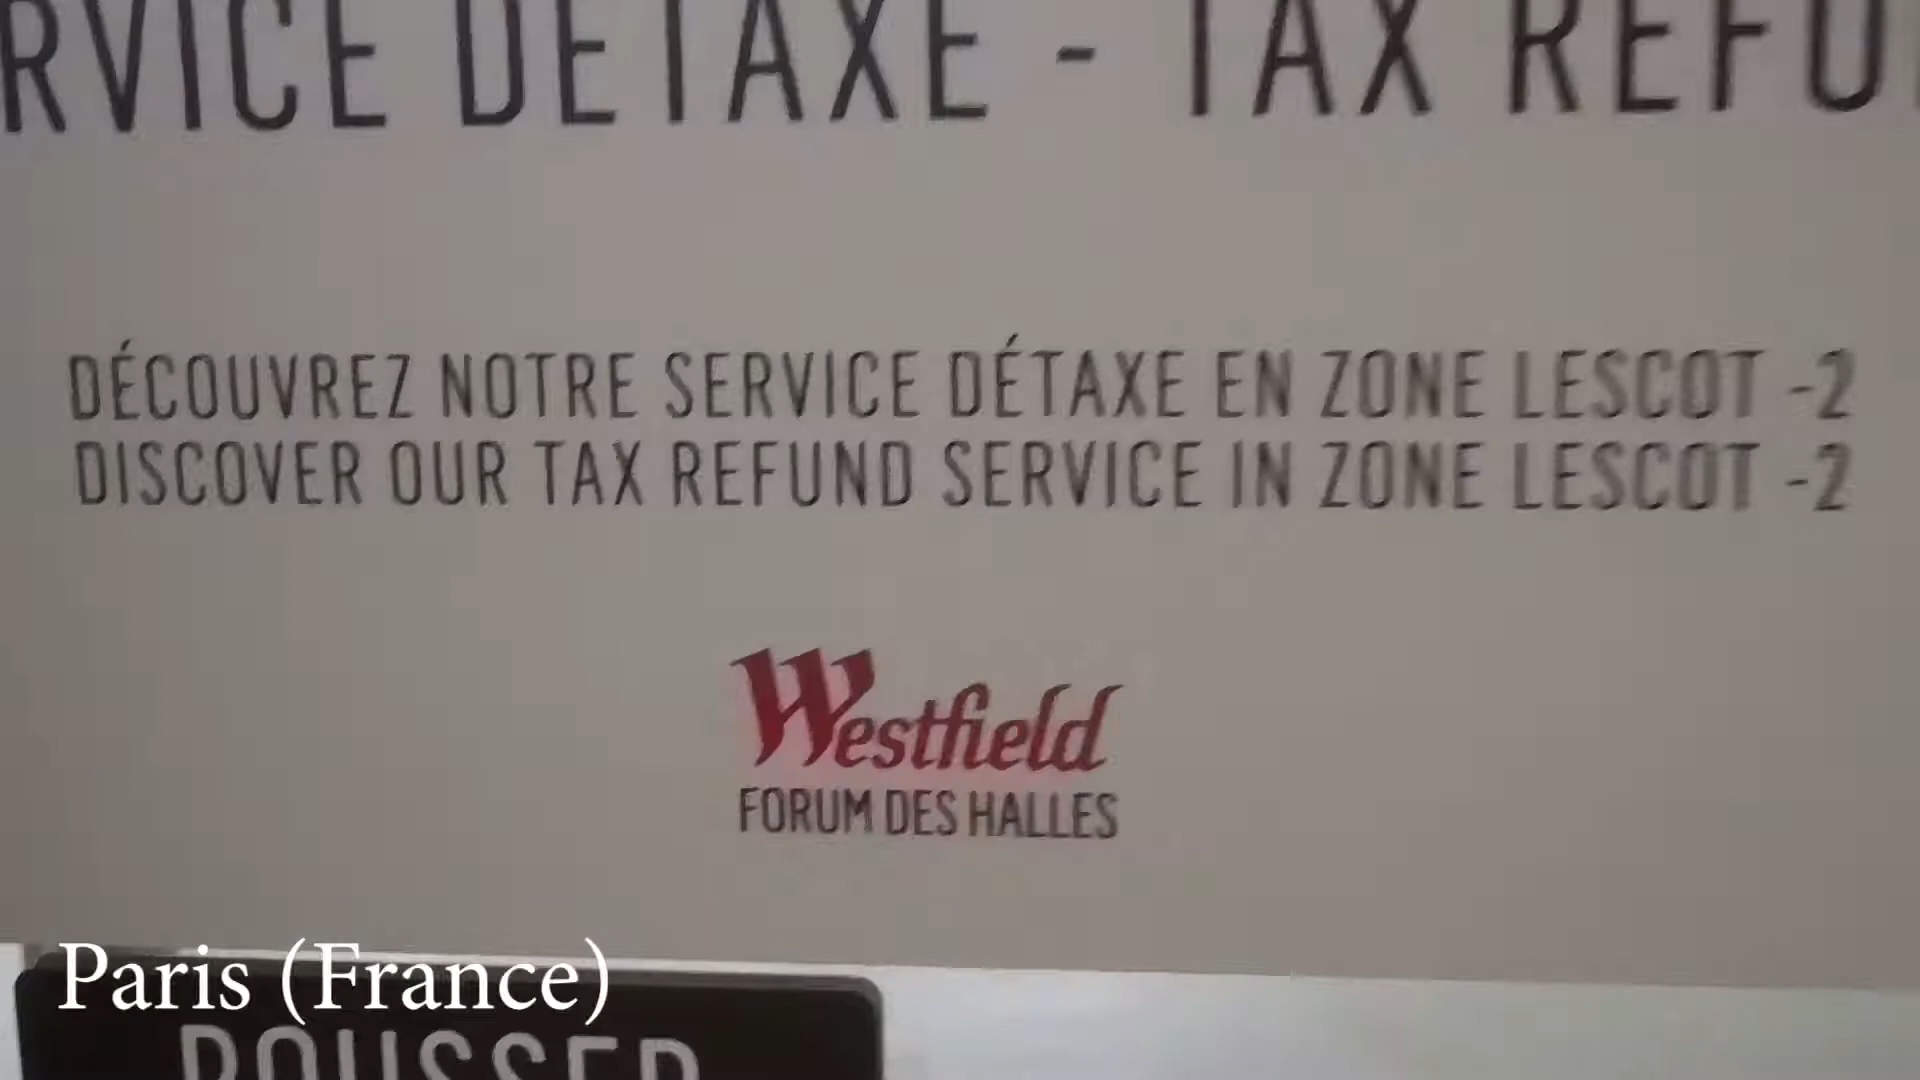 RVICE DÉTAXE - TAX REFU
DÉCOUVREZ NOTRE SERVICE DÉTAXE EN ZONE LESCOT -2
DISCOVER OUR TAX REFUND SERVICE IN ZONE LESCOT -2
Westfield
FORUM DES HALLES
Paris (France)
POUSSER